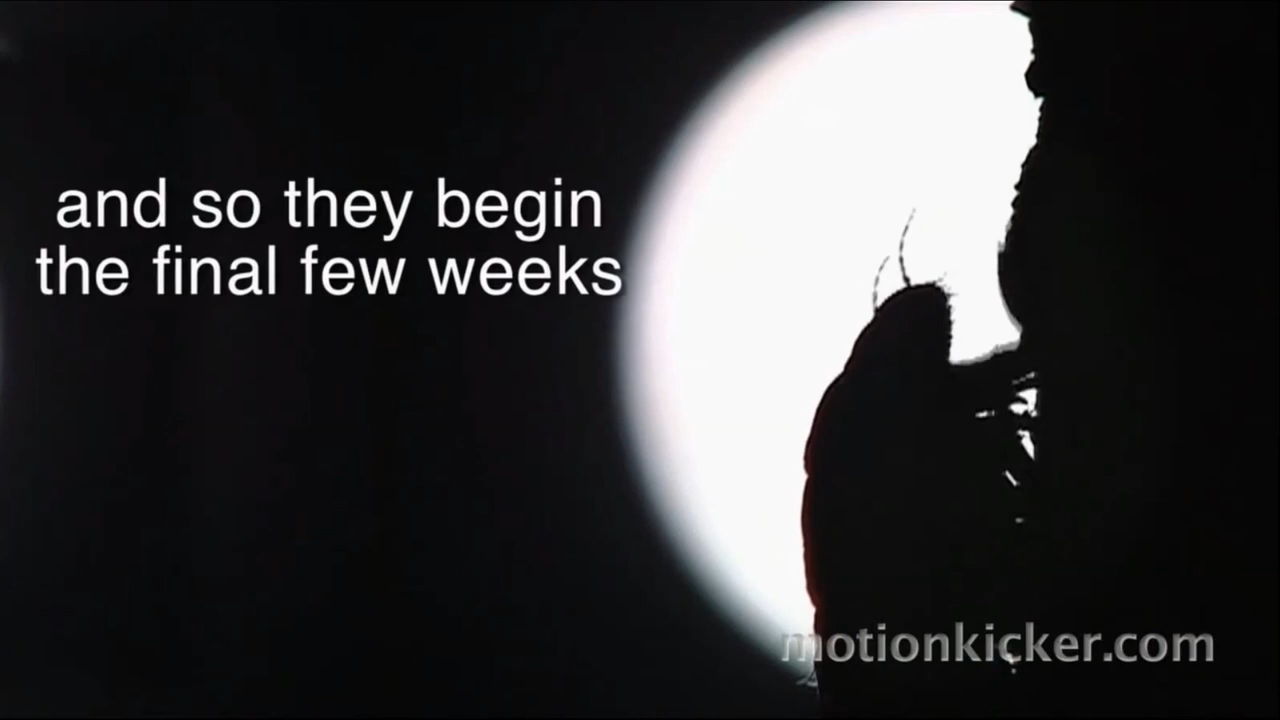 and so they begin
the final few weeks
motionkicker.com